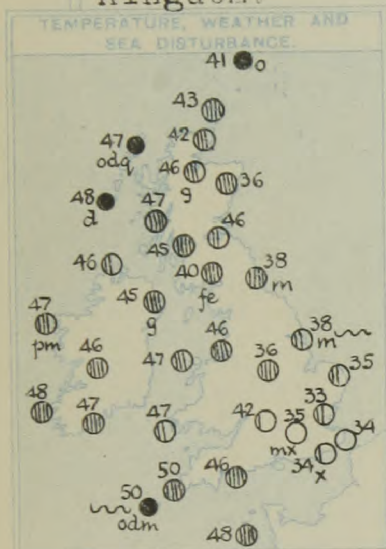 TEMPERATURE, WEATHER AND
SEA DISTURBANCE.
41 o
43
47 odq
42
46 g
36
48 d
47
46
45
46
40 fe
38 m
47 pm
45 g
38 m
46
46
47
36
35
48
47
47
42
35 mx
33
34
34 x
50
46
50 odm
48